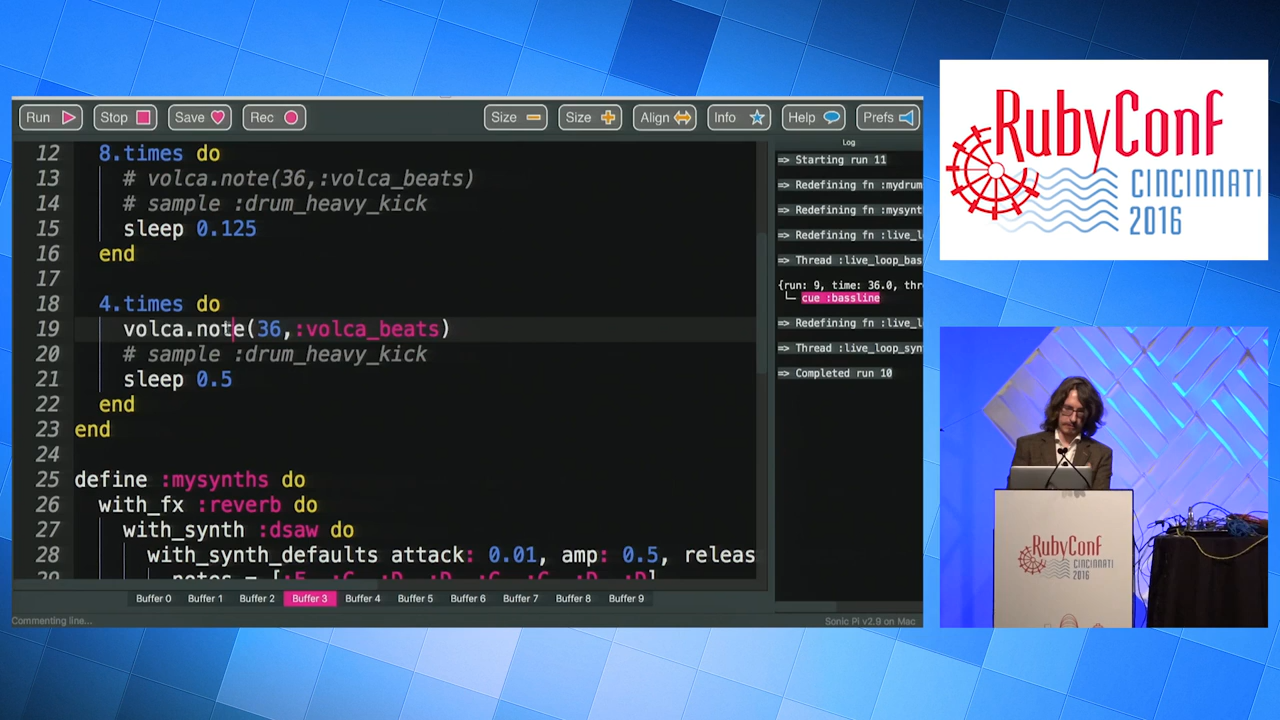 Run
Stop
Save
Rec
Size
Size
Align
Info
Help
Prefs
12 8.times do
13 # volca.note(36,:volca_beats)
14 # sample :drum_heavy_kick
15 sleep 0.125
16 end
17
18 4.times do
19 volca.note(36,:volca_beats)
20 # sample :drum_heavy_kick
21 sleep 0.5
22 end
23 end
24
25 define :mysynths do
26 with_fx :reverb do
27 with_synth :dsaw do
28 with_synth_defaults attack: 0.01, amp: 0.5, releas
Log
=> Starting run 11
=> Redefining fn :mydrum
=> Redefining fn :mysynt
=> Redefining fn :live_l
=> Thread :live_loop_bas
{run: 9, time: 36.0, thr
└─ cue :bassline
=> Redefining fn :live_l
=> Thread :live_loop_syn
=> Completed run 10
Buffer 0 Buffer 1 Buffer 2 Buffer 3 Buffer 4 Buffer 5 Buffer 6 Buffer 7 Buffer 8 Buffer 9
Commenting line...
Sonic Pi v2.9 on Mac
RubyConf
CINCINNATI
2016
RubyConf
CINCINNATI
2016